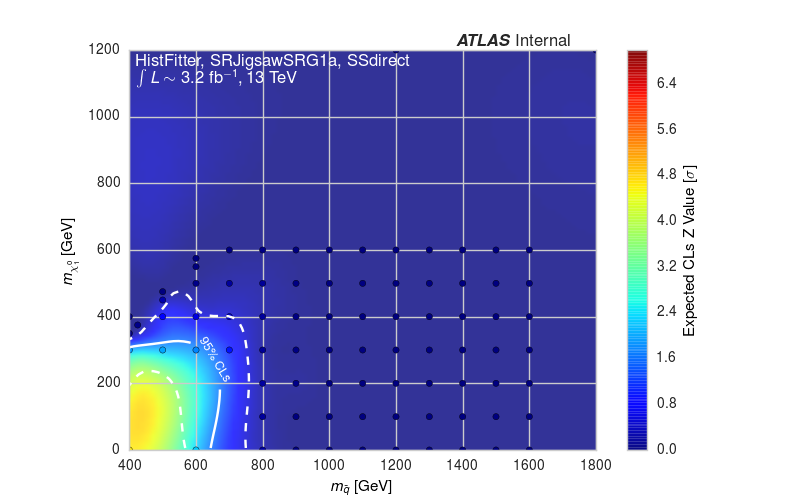 ATLAS Internal
HistFitter, SRJigsawSRG1a, SSdirect
∫ L ∼ 3.2 fb⁻¹, 13 TeV
1200
1000
800
600
400
200
0
m_χ̃₁⁰ [GeV]
95% CLs
400 600 800 1000 1200 1400 1600 1800
m_q̃ [GeV]
6.4
5.6
4.8
4.0
3.2
2.4
1.6
0.8
0.0
Expected CLs Z Value [σ]